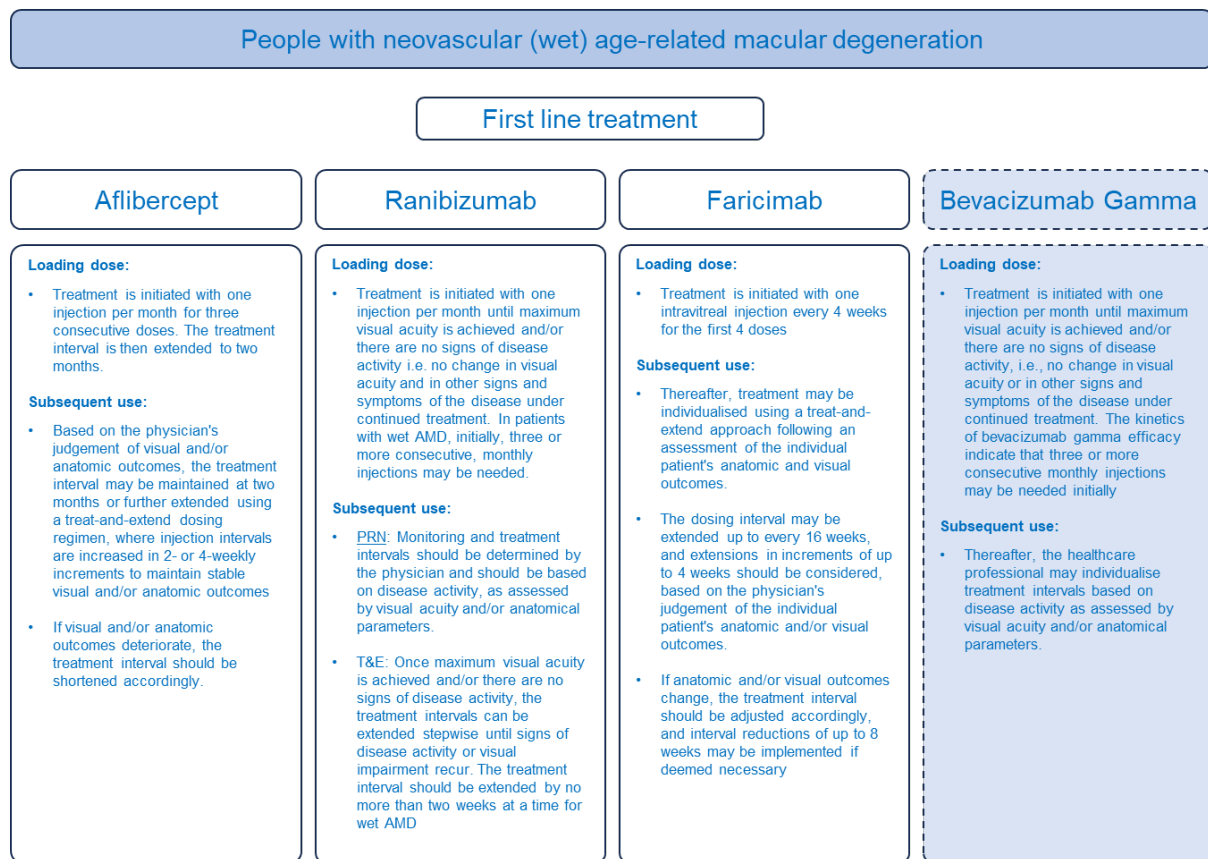 People with neovascular (wet) age-related macular degeneration
First line treatment
Aflibercept
Loading dose:
• Treatment is initiated with one
injection per month for three
consecutive doses. The treatment
interval is then extended to two
months.
Subsequent use:
• Based on the physician's
judgement of visual and/or
anatomic outcomes, the treatment
interval may be maintained at two
months or further extended using
a treat-and-extend dosing
regimen, where injection intervals
are increased in 2- or 4-weekly
increments to maintain stable
visual and/or anatomic outcomes
• If visual and/or anatomic
outcomes deteriorate, the
treatment interval should be
shortened accordingly.
Ranibizumab
Loading dose:
• Treatment is initiated with one
injection per month until maximum
visual acuity is achieved and/or
there are no signs of disease
activity i.e. no change in visual
acuity and in other signs and
symptoms of the disease under
continued treatment. In patients
with wet AMD, initially, three or
more consecutive, monthly
injections may be needed.
Subsequent use:
• PRN: Monitoring and treatment
intervals should be determined by
the physician and should be based
on disease activity, as assessed
by visual acuity and/or anatomical
parameters.
• T&E: Once maximum visual acuity
is achieved and/or there are no
signs of disease activity, the
treatment intervals can be
extended stepwise until signs of
disease activity or visual
impairment recur. The treatment
interval should be extended by no
more than two weeks at a time for
wet AMD
Faricimab
Loading dose:
• Treatment is initiated with one
intravitreal injection every 4 weeks
for the first 4 doses
Subsequent use:
• Thereafter, treatment may be
individualised using a treat-and-
extend approach following an
assessment of the individual
patient's anatomic and visual
outcomes.
• The dosing interval may be
extended up to every 16 weeks,
and extensions in increments of up
to 4 weeks should be considered,
based on the physician's
judgement of the individual
patient's anatomic and/or visual
outcomes.
• If anatomic and/or visual outcomes
change, the treatment interval
should be adjusted accordingly,
and interval reductions of up to 8
weeks may be implemented if
deemed necessary
Bevacizumab Gamma
Loading dose:
• Treatment is initiated with one
injection per month until maximum
visual acuity is achieved and/or
there are no signs of disease
activity, i.e., no change in visual
acuity or in other signs and
symptoms of the disease under
continued treatment. The kinetics
of bevacizumab gamma efficacy
indicate that three or more
consecutive monthly injections
may be needed initially
Subsequent use:
• Thereafter, the healthcare
professional may individualise
treatment intervals based on
disease activity as assessed by
visual acuity and/or anatomical
parameters.